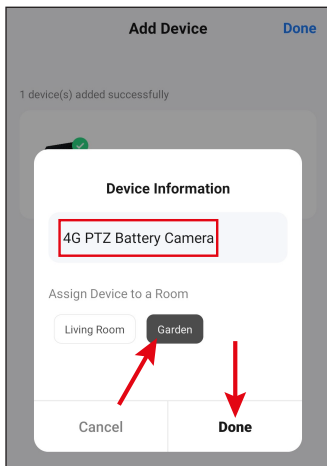 Add Device Done
1 device(s) added successfully
Device Information
4G PTZ Battery Camera
Assign Device to a Room
Living Room Garden
Cancel Done